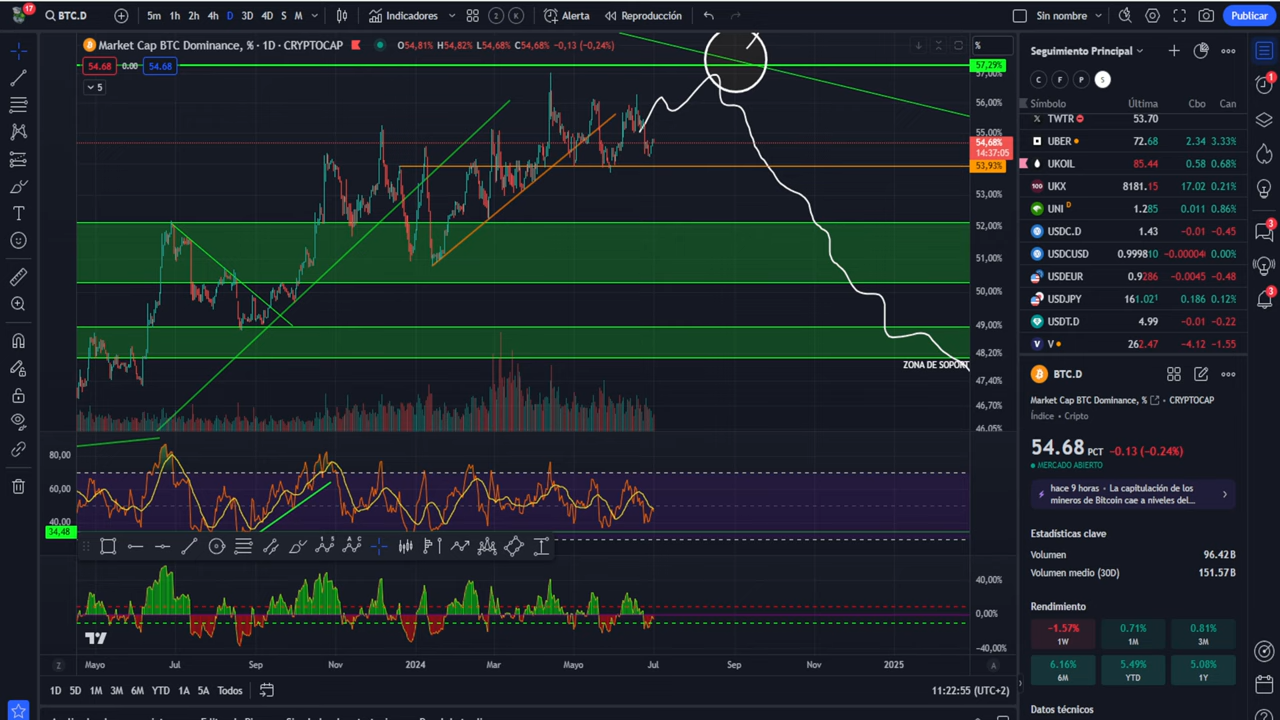 17
BTC.D
5m 1h 2h 4h D 3D 4D S M
Indicadores
2 K
Alerta
Reproducción
Sin nombre
Publicar
Market Cap BTC Dominance, % · 1D · CRYPTOCAP
O54,81% H54,82% L54,68% C54,68% -0,13 (-0,24%)
54.68 0.00 54.68
5
%
57,29%
57,00%
56,00%
55,00%
54,68%
14:37:05
53,93%
53,00%
52,00%
51,00%
50,00%
49,00%
48,20%
47,40%
46,70%
46,05%
ZONA DE SOPORT
80,00
60,00
40,00
34,48
40,00%
0,00%
-40,00%
Z
Mayo Jul Sep Nov 2024 Mar Mayo Jul Sep Nov 2025
A
1D 5D 1M 3M 6M YTD 1A 5A Todos
11:22:55 (UTC+2)
Seguimiento Principal
C F P S
Símbolo Última Cbo Can
TWTR 53.70
UBER 72.68 2.34 3.33%
UKOIL 85.44 0.58 0.68%
100 UKX 8181.15 17.02 0.21%
UNI D 1.285 0.011 0.86%
USDC.D 1.43 -0.01 -0.45
USDCUSD 0.999810 -0.00004( 0.00%
USDEUR 0.9286 -0.0045 -0.48
USDJPY 161.021 0.186 0.12%
USDT.D 4.99 -0.01 -0.22
V 262.47 -4.12 -1.55
BTC.D
Market Cap BTC Dominance, % · CRYPTOCAP
Índice · Cripto
54.68 PCT -0.13 (-0.24%)
MERCADO ABIERTO
hace 9 horas · La capitulación de los
mineros de Bitcoin cae a niveles del...
Estadísticas clave
Volumen 96.42B
Volumen medio (30D) 151.57B
Rendimiento
-1.57% 0.71% 0.81%
1W 1M 3M
6.16% 5.49% 5.08%
6M YTD 1Y
Datos técnicos
1
3
3